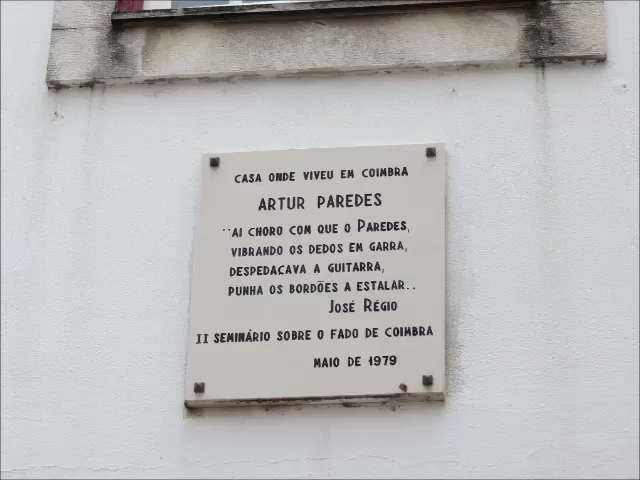 CASA ONDE VIVEU EM COIMBRA
ARTUR PAREDES
"AI CHORO COM QUE O PAREDES,
VIBRANDO OS DEDOS EM GARRA,
DESPEDAÇAVA A GUITARRA,
PUNHA OS BORDÕES A ESTALAR..
JOSÉ RÉGIO
II SEMINÁRIO SOBRE O FADO DE COIMBRA
MAIO DE 1979